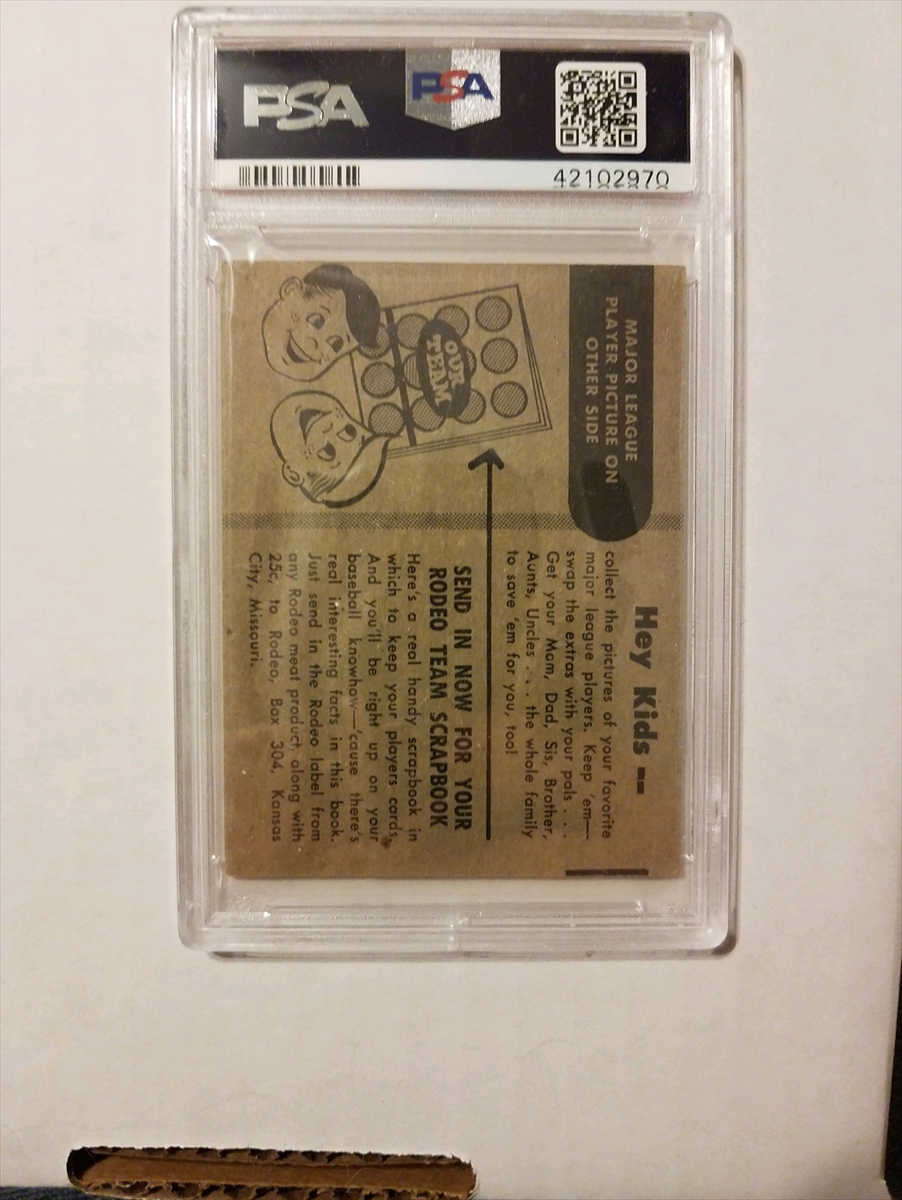 PSA
PSA
42102970
MAJOR LEAGUE
PLAYER PICTURE ON
OTHER SIDE
OUR
TEAM
Hey Kids --
collect the pictures of your favorite
major league players. Keep 'em—
swap the extras with your pals . . .
Get your Mom, Dad, Sis, Brother,
Aunts, Uncles . . . the whole family
to save 'em for you, too!
SEND IN NOW FOR YOUR
RODEO TEAM SCRAPBOOK
Here's a real handy scrapbook in
which to keep your players cards.
And you'll be right up on your
baseball knowhow—'cause there's
real interesting facts in this book.
Just send in the Rodeo label from
any Rodeo meat product, along with
25c, to Rodeo, Box 304, Kansas
City, Missouri.